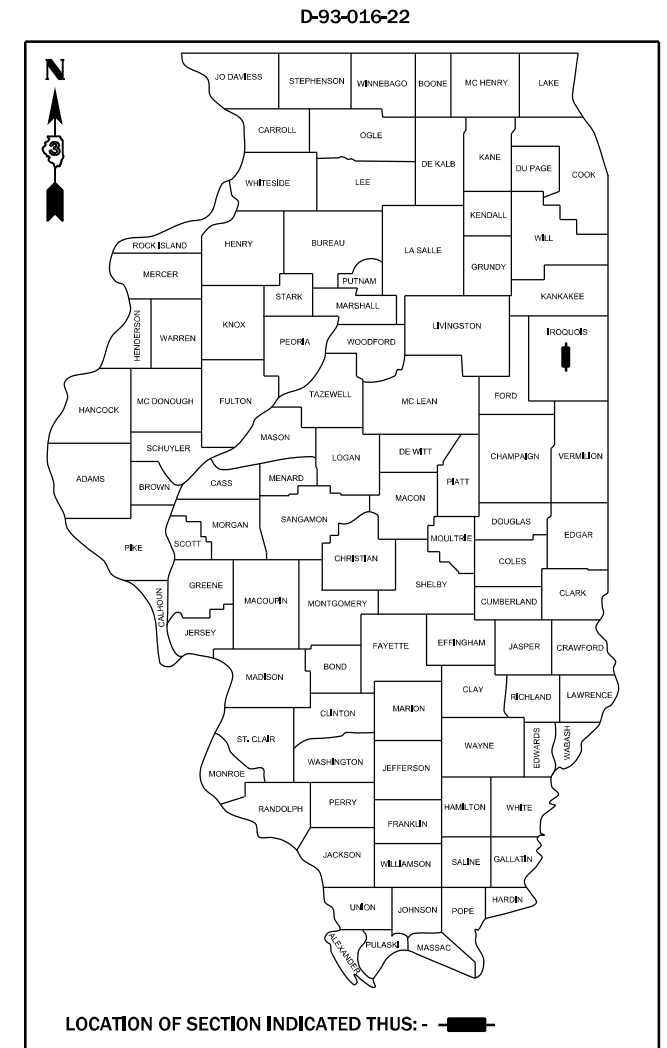 D-93-016-22
N
3
JO DAVIESS STEPHENSON WINNEBAGO BOONE MC HENRY LAKE
CARROLL OGLE
DE KALB KANE DU PAGE COOK
WHITESIDE LEE
KENDALL
ROCK ISLAND HENRY BUREAU LA SALLE WILL
MERCER PUTNAM GRUNDY
STARK MARSHALL KANKAKEE
HENDERSON WARREN KNOX PEORIA WOODFORD LIVINGSTON IROQUOIS
HANCOCK MC DONOUGH FULTON TAZEWELL MC LEAN FORD
MASON
SCHUYLER LOGAN DE WITT CHAMPAIGN VERMILION
ADAMS BROWN CASS MENARD PIATT
MACON
MORGAN SANGAMON DOUGLAS
PIKE SCOTT MOULTRIE EDGAR
CHRISTIAN COLES
GREENE SHELBY
CALHOUN MACOUPIN MONTGOMERY CUMBERLAND CLARK
JERSEY FAYETTE EFFINGHAM JASPER CRAWFORD
BOND
MADISON CLAY RICHLAND LAWRENCE
CLINTON MARION
ST. CLAIR WAYNE EDWARDS WABASH
MONROE WASHINGTON JEFFERSON
RANDOLPH PERRY HAMILTON WHITE
FRANKLIN
JACKSON WILLIAMSON SALINE GALLATIN
UNION JOHNSON POPE HARDIN
ALEXANDER PULASKI MASSAC
LOCATION OF SECTION INDICATED THUS: -